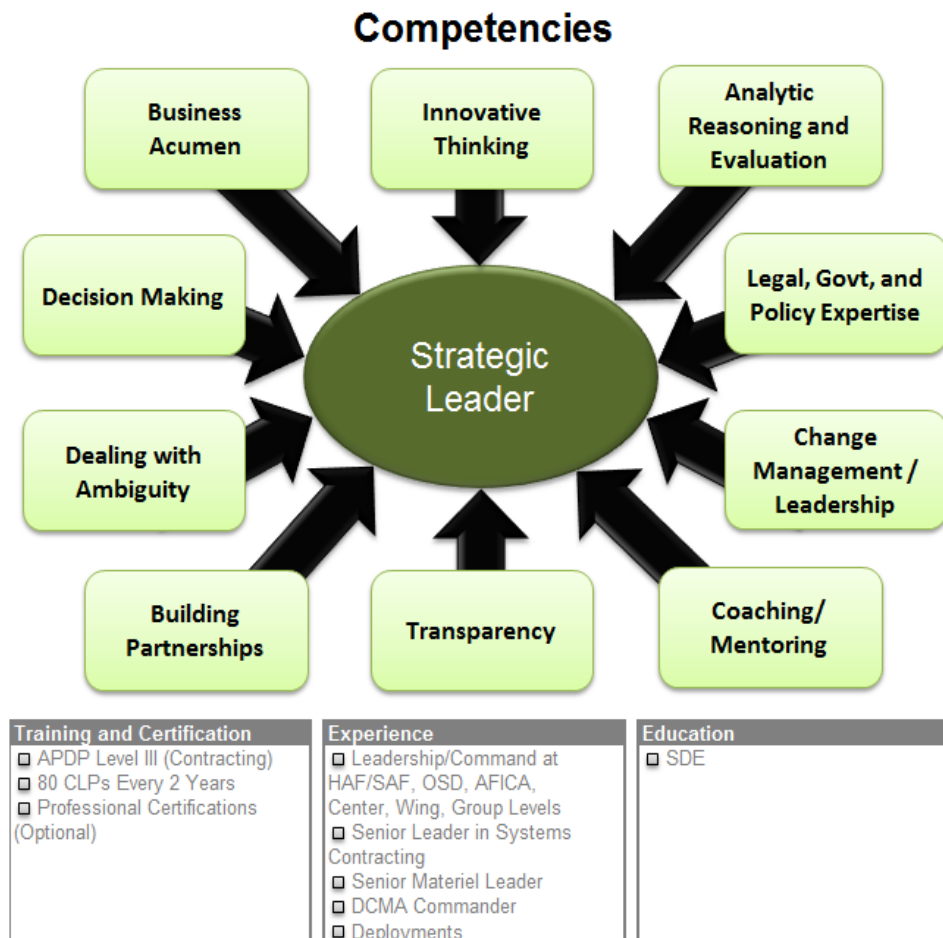 Competencies
Business
Acumen
Innovative
Thinking
Analytic
Reasoning and
Evaluation
Decision Making
Legal, Govt, and
Policy Expertise
Strategic
Leader
Dealing with
Ambiguity
Change
Management /
Leadership
Building
Partnerships
Transparency
Coaching/
Mentoring
Training and Certification
APDP Level III (Contracting)
80 CLPs Every 2 Years
Professional Certifications
(Optional)
Experience
Leadership/Command at
HAF/SAF, OSD, AFICA,
Center, Wing, Group Levels
Senior Leader in Systems
Contracting
Senior Materiel Leader
DCMA Commander
Deployments
Education
SDE